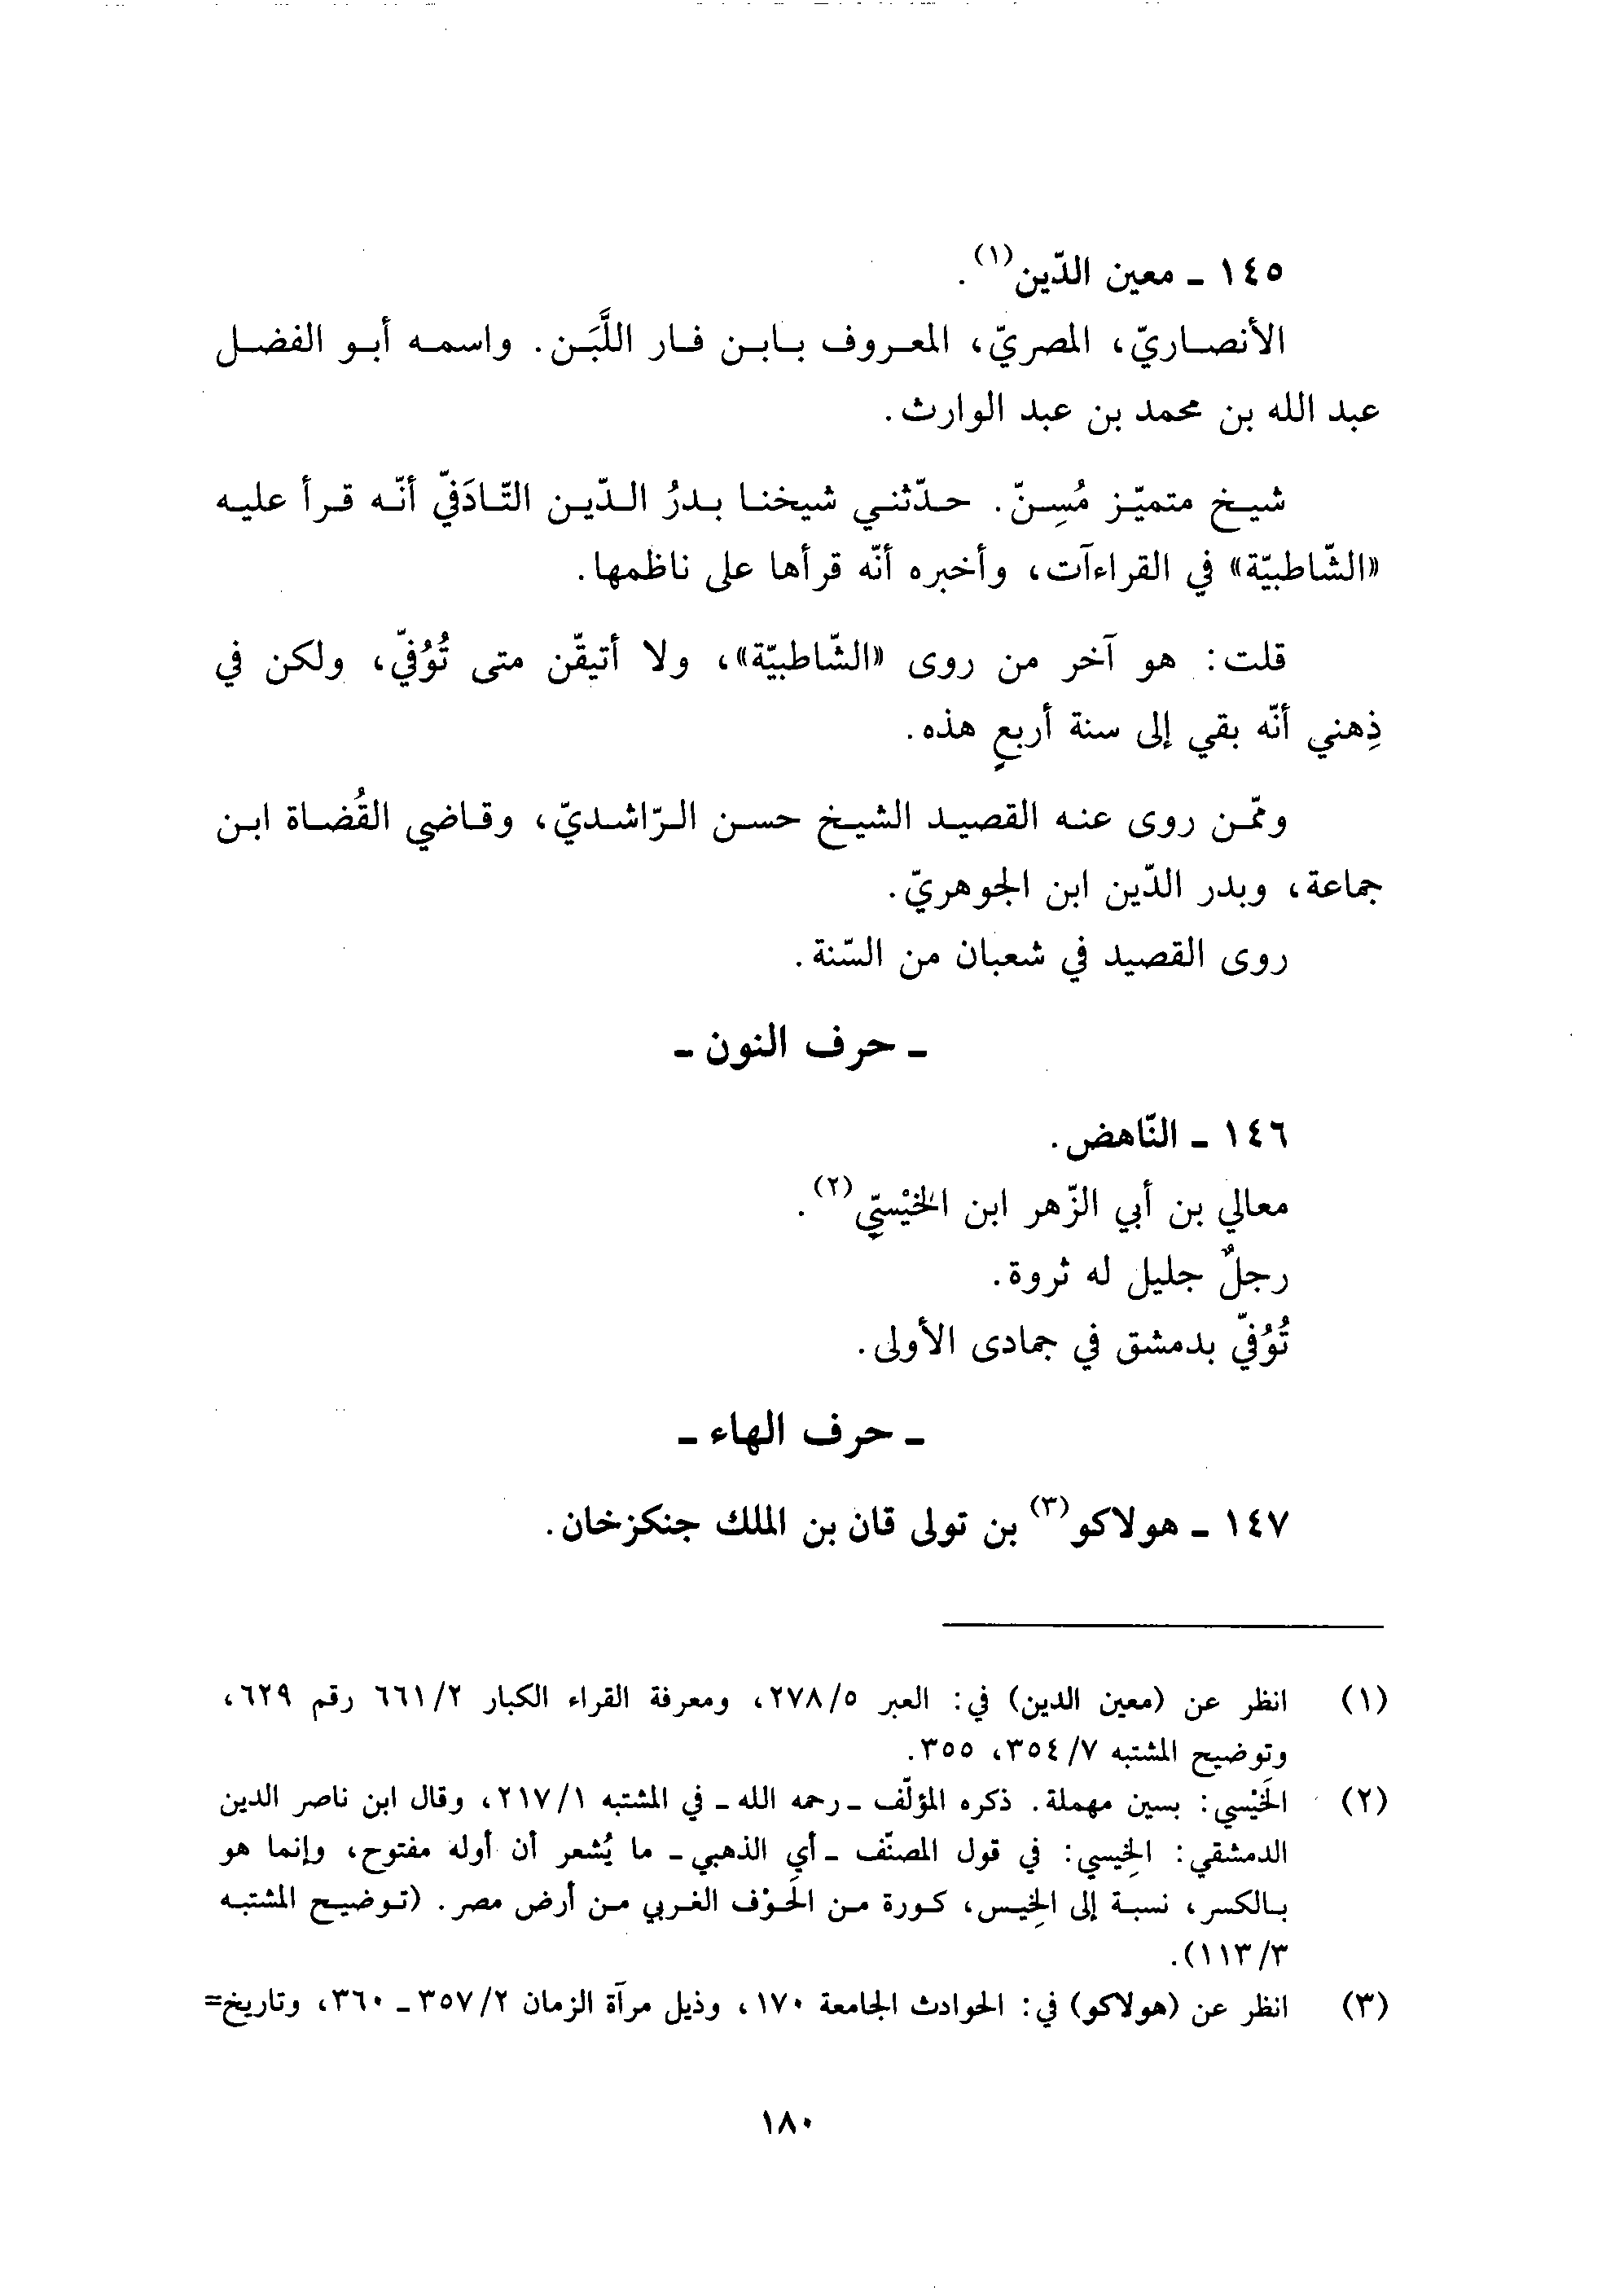 ١٤٥ ـ معين الدّين(١).
الأنصاريّ، المصريّ، المعروف بابن فار اللَّبَن. واسمه أبو الفضل
عبد الله بن محمد بن عبد الوارث.
شيخ متميّز مُسِنّ. حدّثني شيخنا بدرُ الدّين التّادَفيّ أنّه قرأ عليه
«الشّاطبيّة» في القراءآت، وأخبره أنّه قرأها على ناظمها.
قلت: هو آخر من روى «الشّاطبيّة»، ولا أتيقّن متى تُوُفيّ، ولكن في
ذِهني أنّه بقي إلى سنة أربعٍ هذه.
وممّن روى عنه القصيد الشيخ حسن الرّاشديّ، وقاضي القُضاة ابن
جماعة، وبدر الدّين ابن الجوهريّ.
روى القصيد في شعبان من السّنة.
ـ حرف النون ـ
١٤٦ ـ النّاهض.
معالي بن أبي الزّهر ابن الخَيْسيّ(٢).
رجلٌ جليل له ثروة.
تُوُفيّ بدمشق في جمادى الأولى.
ـ حرف الهاء ـ
١٤٧ ـ هولاكو(٣) بن تولى قان بن الملك جنكزخان.
(١) انظر عن (معين الدين) في: العبر ٢٧٨/٥، ومعرفة القراء الكبار ٦٦١/٢ رقم ٦٢٩،
وتوضيح المشتبه ٣٥٤/٧، ٣٥٥.
(٢) الخَيْسي: بسين مهملة. ذكره المؤلّف ـ رحمه الله ـ في المشتبه ٢١٧/١، وقال ابن ناصر الدين
الدمشقي: الخِيسي: في قول المصنّف ـ أي الذهبي ـ ما يُشعر أن أوله مفتوح، وإنما هو
بالكسر، نسبة إلى الخِيس، كورة من الحَوْف الغربي من أرض مصر. (توضيح المشتبه
١١٣/٣).
(٣) انظر عن (هولاكو) في: الحوادث الجامعة ١٧٠، وذيل مرآة الزمان ٣٥٧/٢ ـ ٣٦٠، وتاريخ=
١٨٠